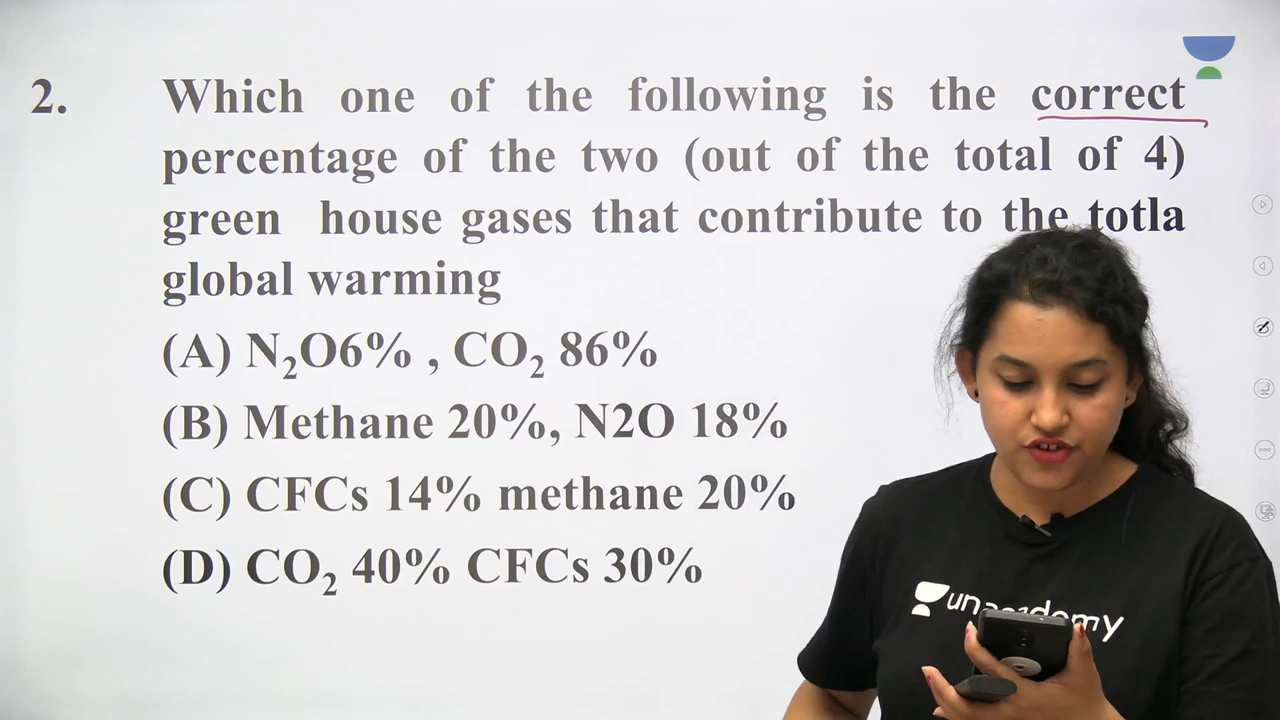 2. Which one of the following is the correct
percentage of the two (out of the total of 4)
green house gases that contribute to the totla
global warming
(A) N₂O6% , CO₂ 86%
(B) Methane 20%, N2O 18%
(C) CFCs 14% methane 20%
(D) CO₂ 40% CFCs 30%
unacademy